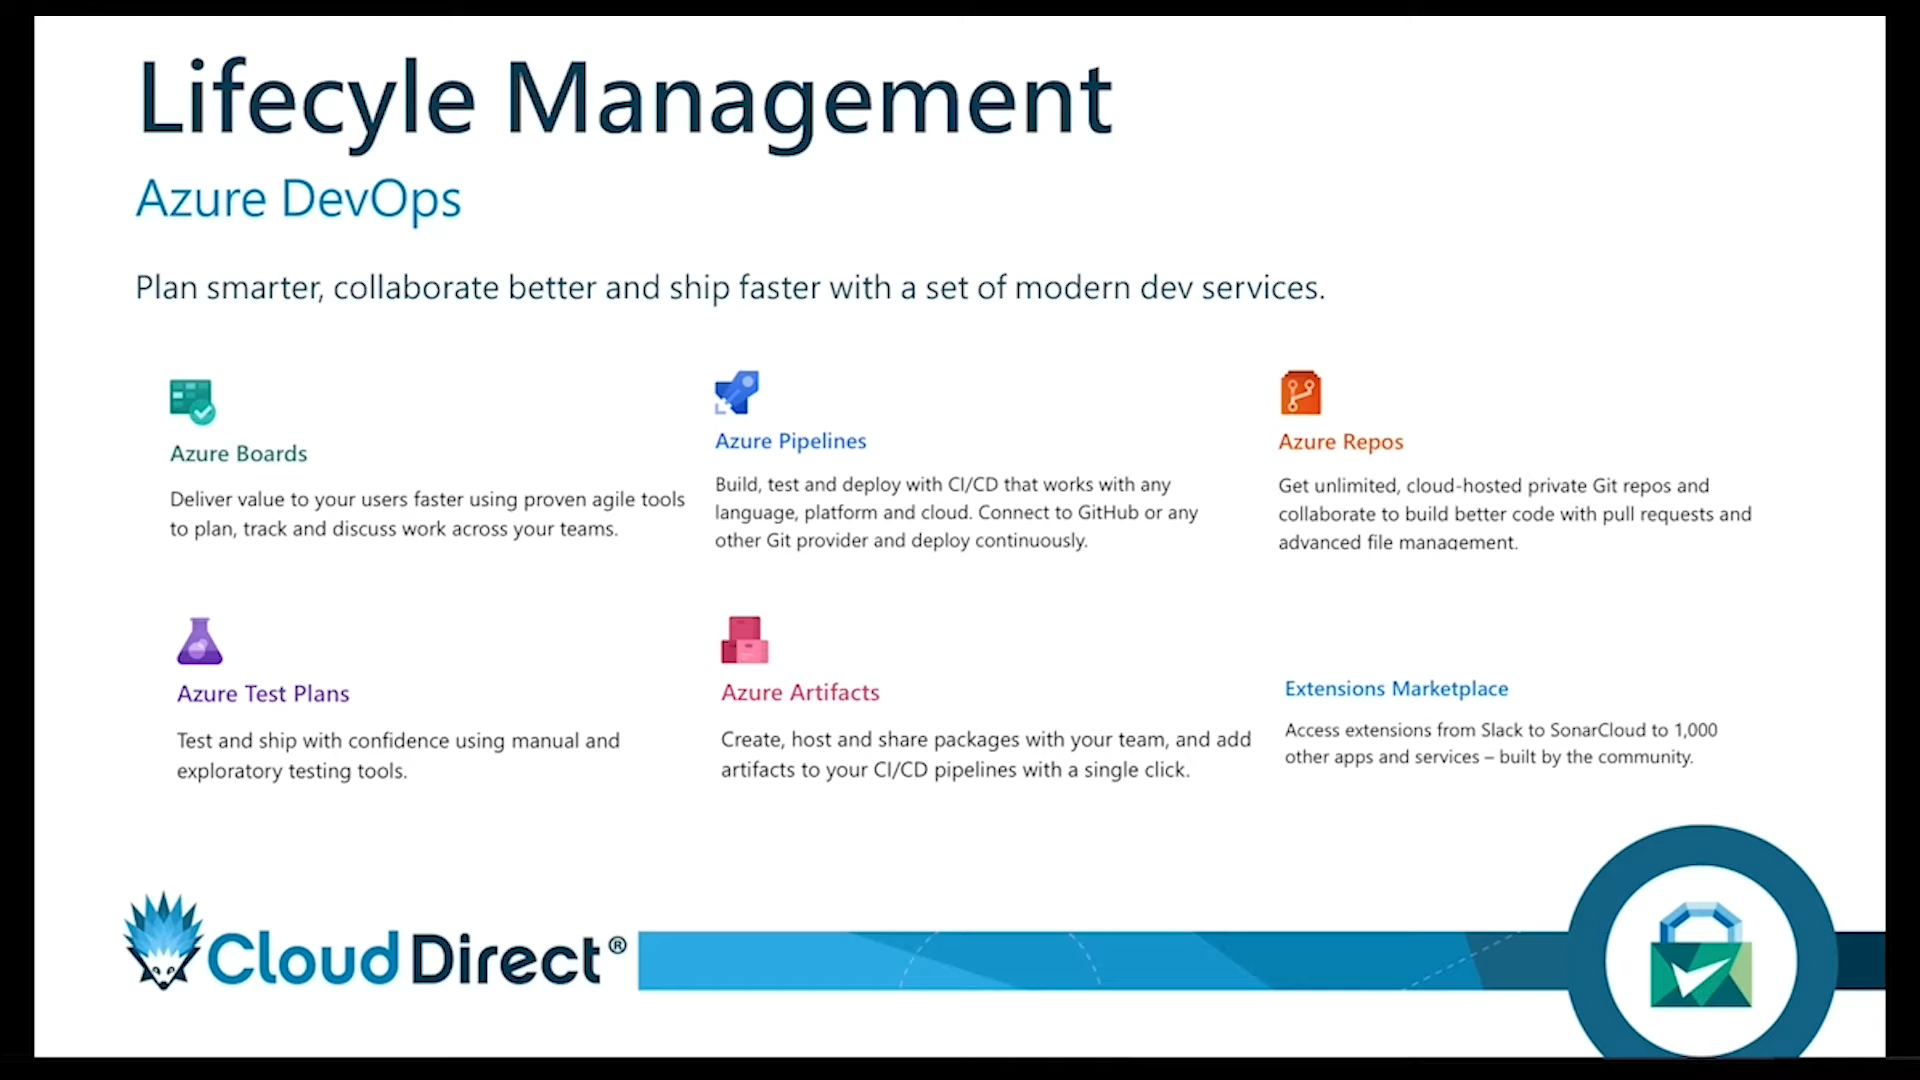 Lifecyle Management
Azure DevOps
Plan smarter, collaborate better and ship faster with a set of modern dev services.
Azure Boards
Deliver value to your users faster using proven agile tools
to plan, track and discuss work across your teams.
Azure Pipelines
Build, test and deploy with CI/CD that works with any
language, platform and cloud. Connect to GitHub or any
other Git provider and deploy continuously.
Azure Repos
Get unlimited, cloud-hosted private Git repos and
collaborate to build better code with pull requests and
advanced file management.
Azure Test Plans
Test and ship with confidence using manual and
exploratory testing tools.
Azure Artifacts
Create, host and share packages with your team, and add
artifacts to your CI/CD pipelines with a single click.
Extensions Marketplace
Access extensions from Slack to SonarCloud to 1,000
other apps and services – built by the community.
Cloud Direct®